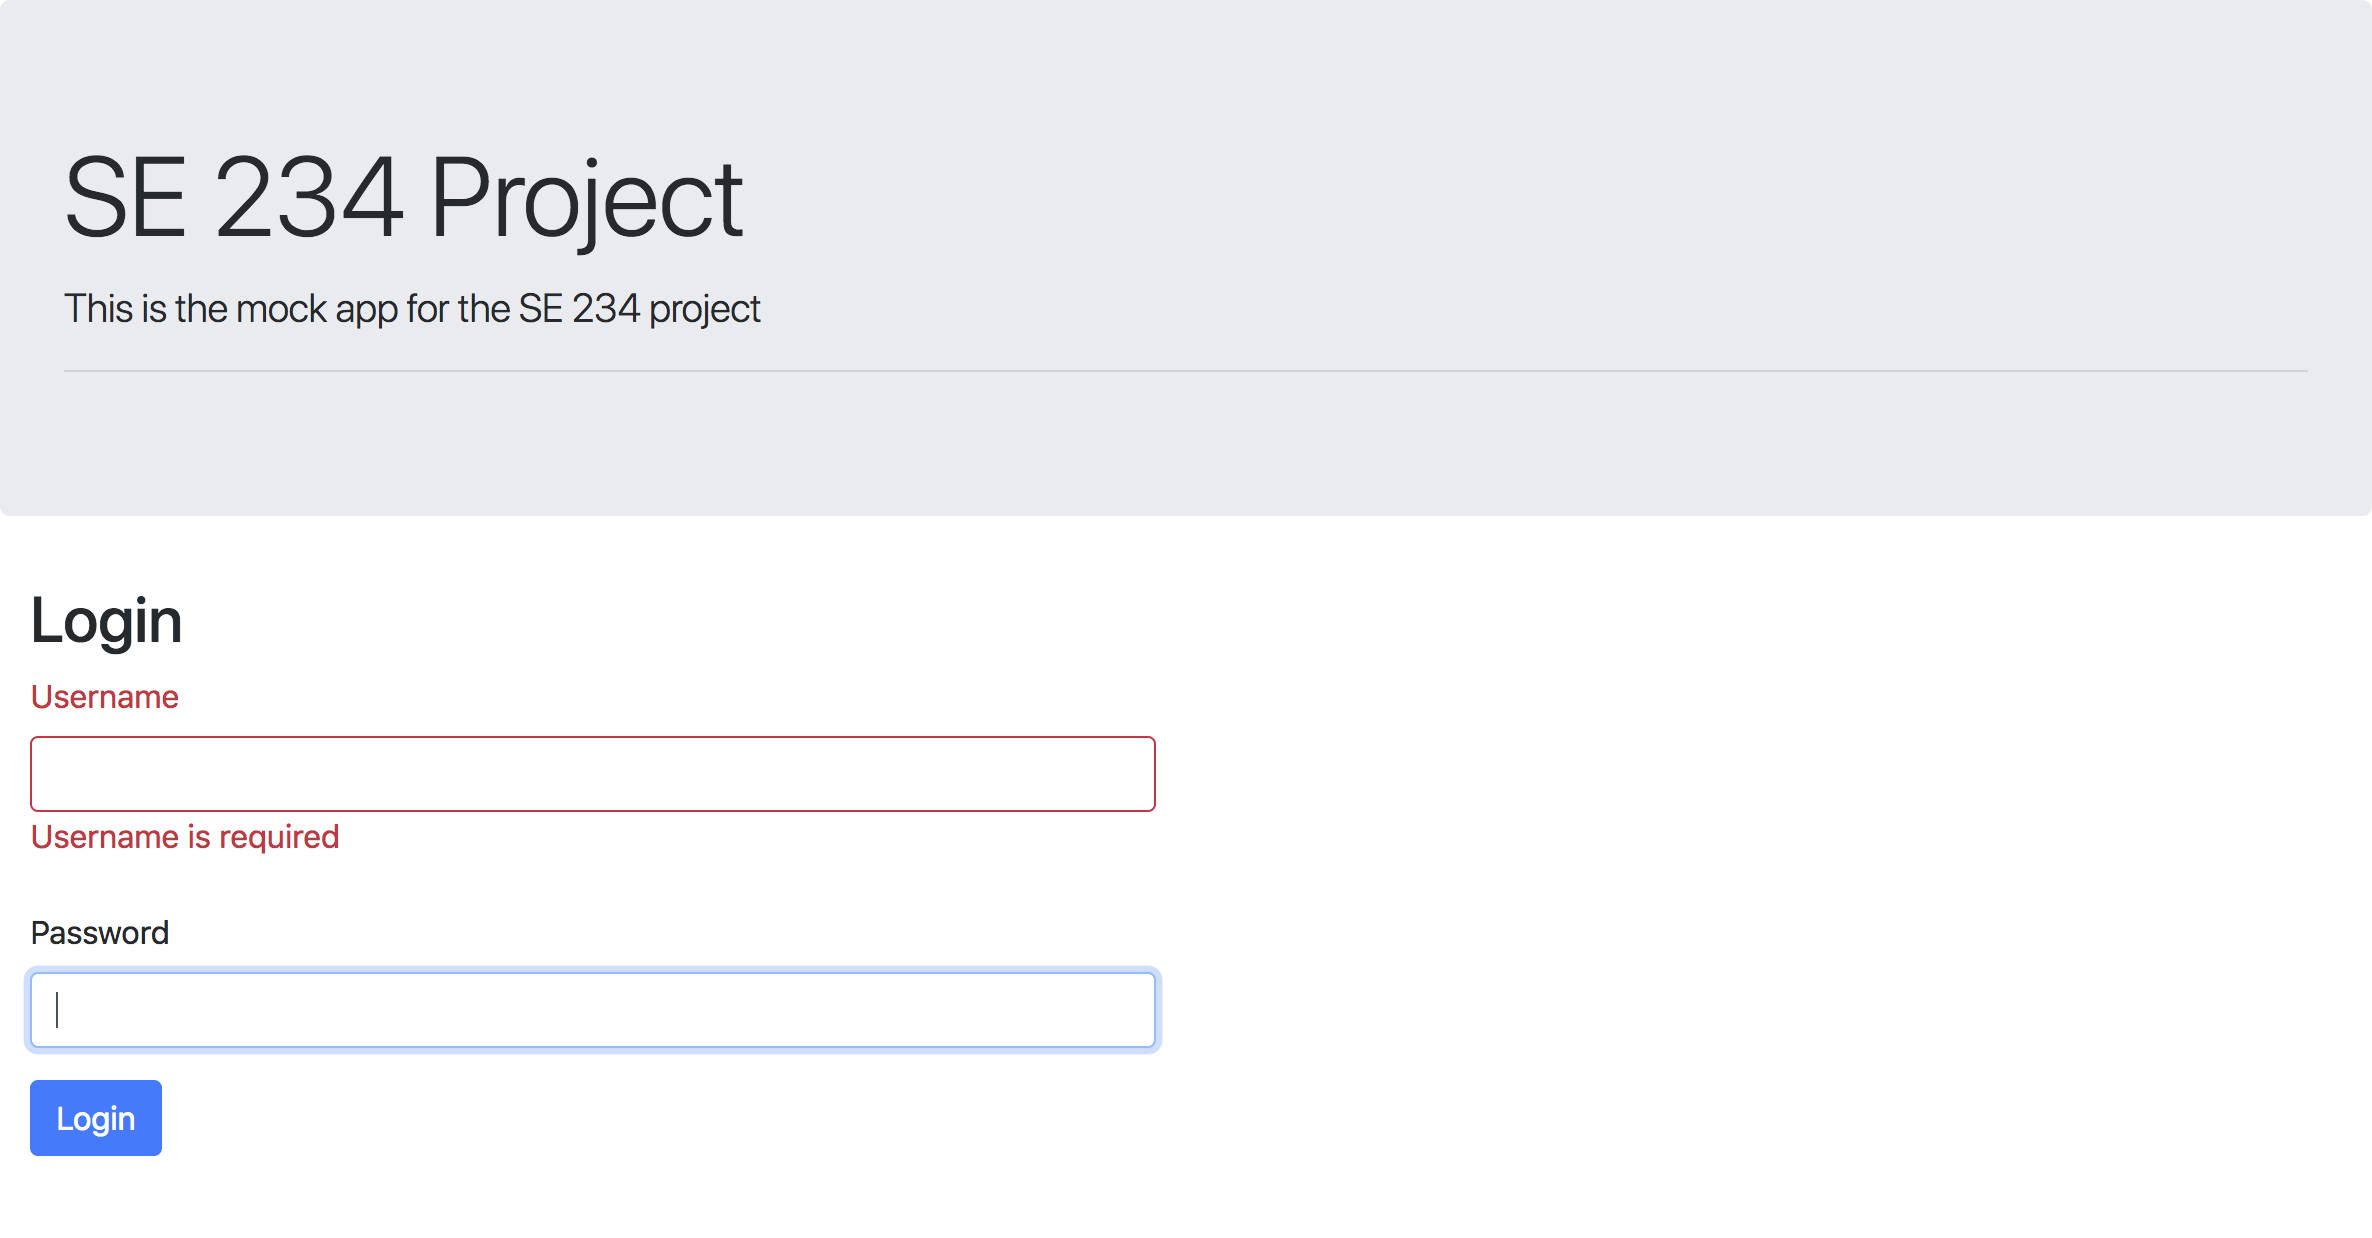 SE 234 Project
This is the mock app for the SE 234 project
Login
Username
Username is required
Password
Login